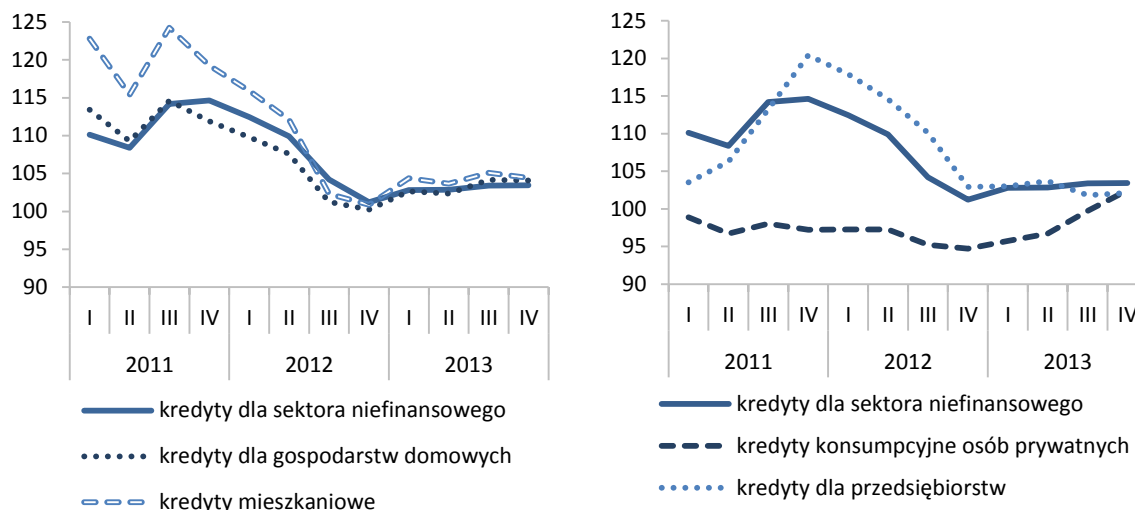 125
120
115
110
105
100
95
90
I II III IV I II III IV I II III IV
2011 2012 2013
kredyty dla sektora niefinansowego
kredyty dla gospodarstw domowych
kredyty mieszkaniowe
125
120
115
110
105
100
95
90
I II III IV I II III IV I II III IV
2011 2012 2013
kredyty dla sektora niefinansowego
kredyty konsumpcyjne osób prywatnych
kredyty dla przedsiębiorstw